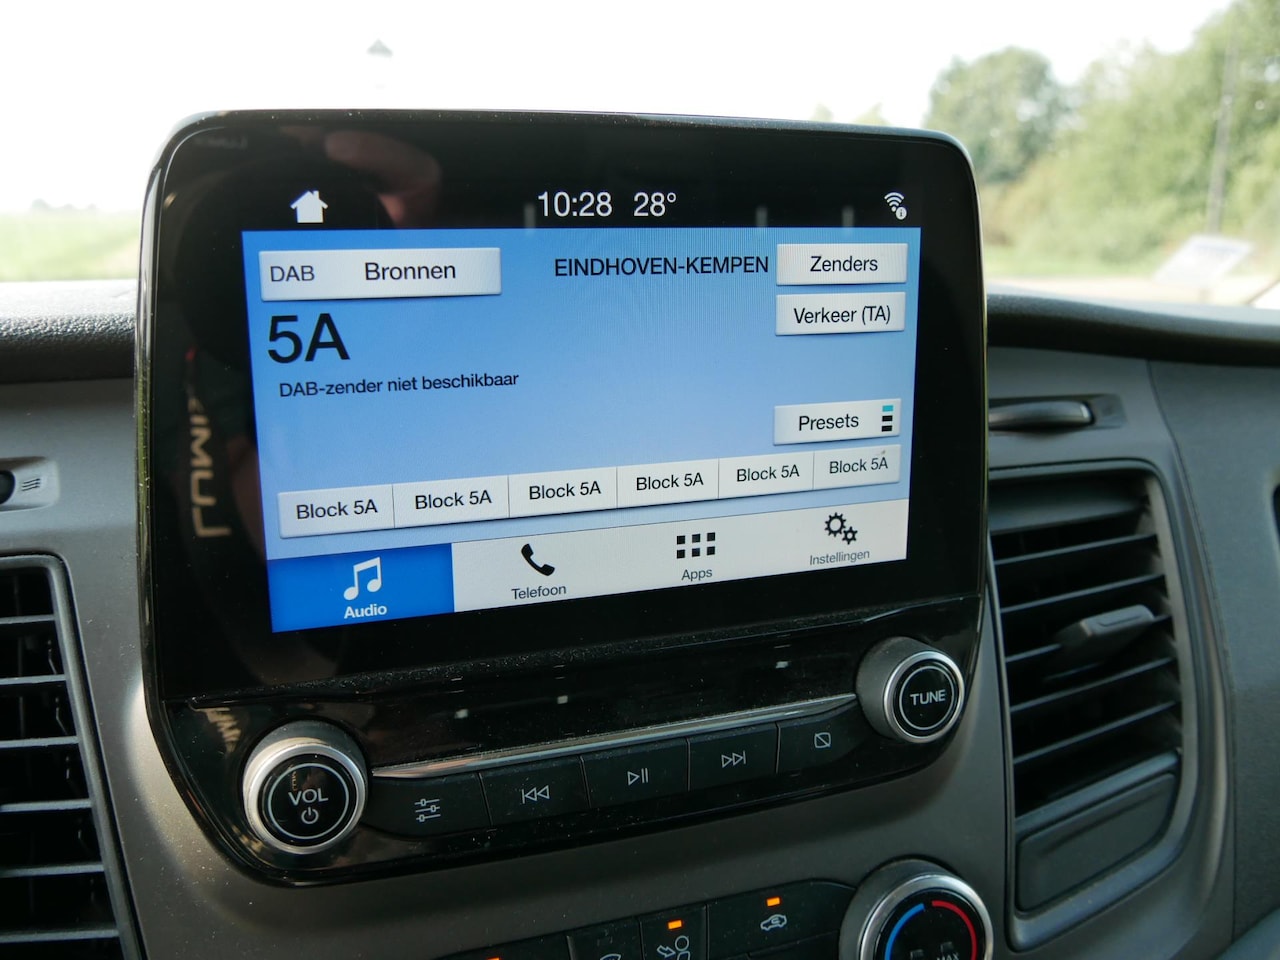 10:28 28°
DAB Bronnen
EINDHOVEN-KEMPEN
Zenders
5A
Verkeer (TA)
DAB-zender niet beschikbaar
Presets
Block 5A Block 5A Block 5A Block 5A Block 5A Block 5A
Audio
Telefoon
Apps
Instellingen
TUNE
VOL
MAX